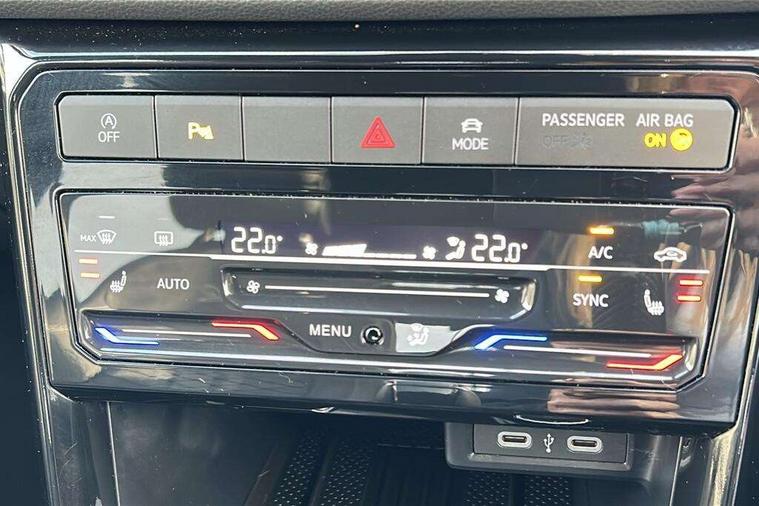 A
OFF
P
MODE
PASSENGER AIR BAG
OFF ON
MAX
22.0°
22.0°
A/C
AUTO
SYNC
MENU